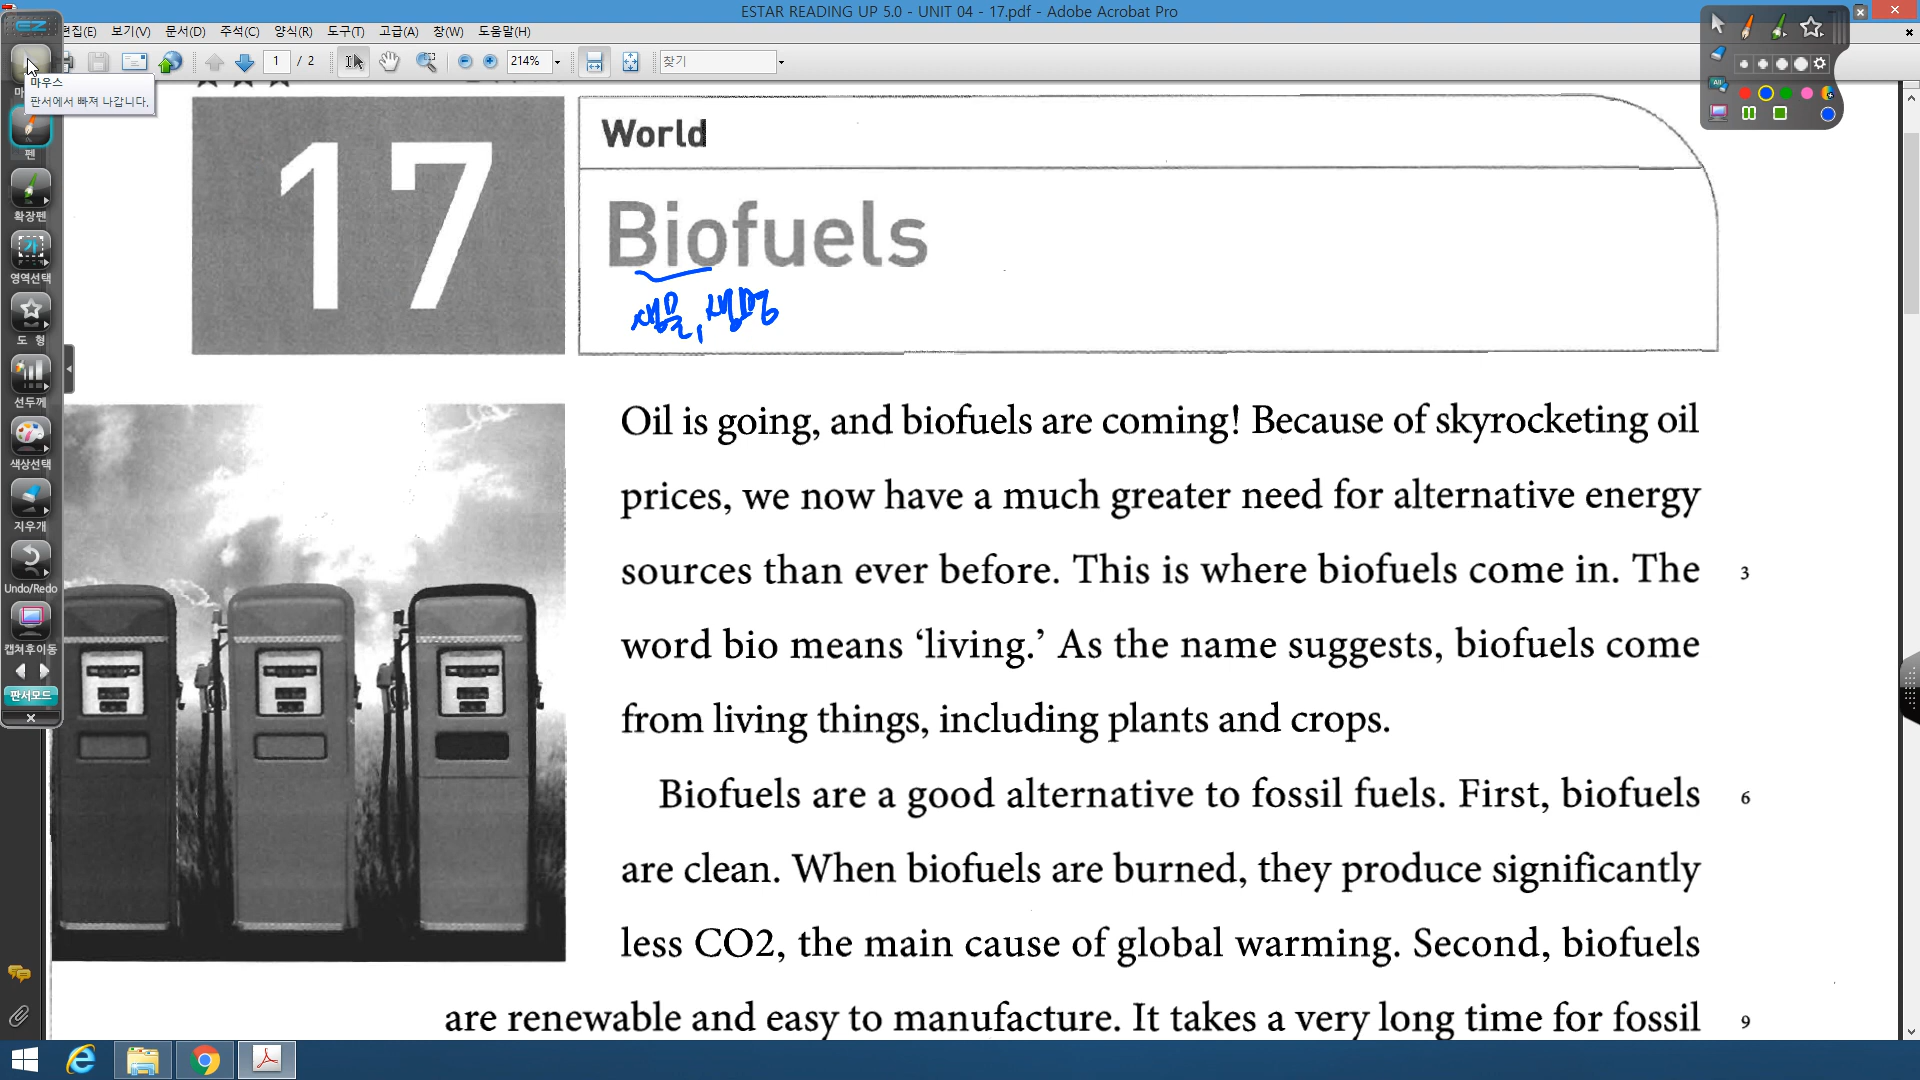 ESTAR READING UP 5.0 - UNIT 04 - 17.pdf - Adobe Acrobat Pro
편집(E) 보기(V) 문서(D) 주석(C) 양식(R) 도구(T) 고급(A) 창(W) 도움말(H)
1 / 2 214% 찾기
마우스
판서에서 빠져 나갑니다.
펜
확장펜
영역선택
도 형
선두께
색상선택
지우개
Undo/Redo
캡쳐후이동
판서모드
17
World
Biofuels
생물, 생명
Oil is going, and biofuels are coming! Because of skyrocketing oil
prices, we now have a much greater need for alternative energy
sources than ever before. This is where biofuels come in. The 3
word bio means ‘living.’ As the name suggests, biofuels come
from living things, including plants and crops.
Biofuels are a good alternative to fossil fuels. First, biofuels 6
are clean. When biofuels are burned, they produce significantly
less CO2, the main cause of global warming. Second, biofuels
are renewable and easy to manufacture. It takes a very long time for fossil 9